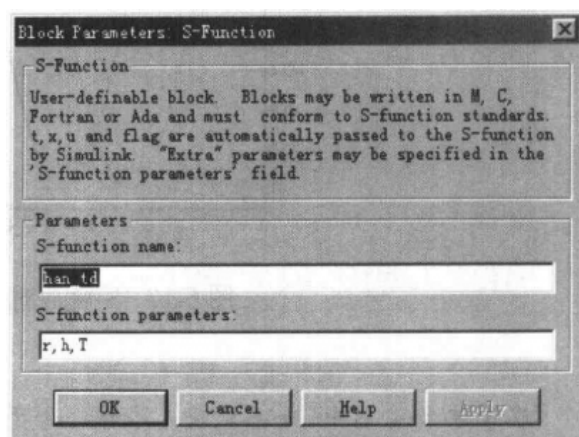 Block Parameters: S-Function
S-Function
User-definable block. Blocks may be written in M, C,
Fortran or Ada and must conform to S-function standards.
t,x,u and flag are automatically passed to the S-function
by Simulink. "Extra" parameters may be specified in the
'S-function parameters' field.
Parameters
S-function name:
han_td
S-function parameters:
r,h,T
OK Cancel Help Apply